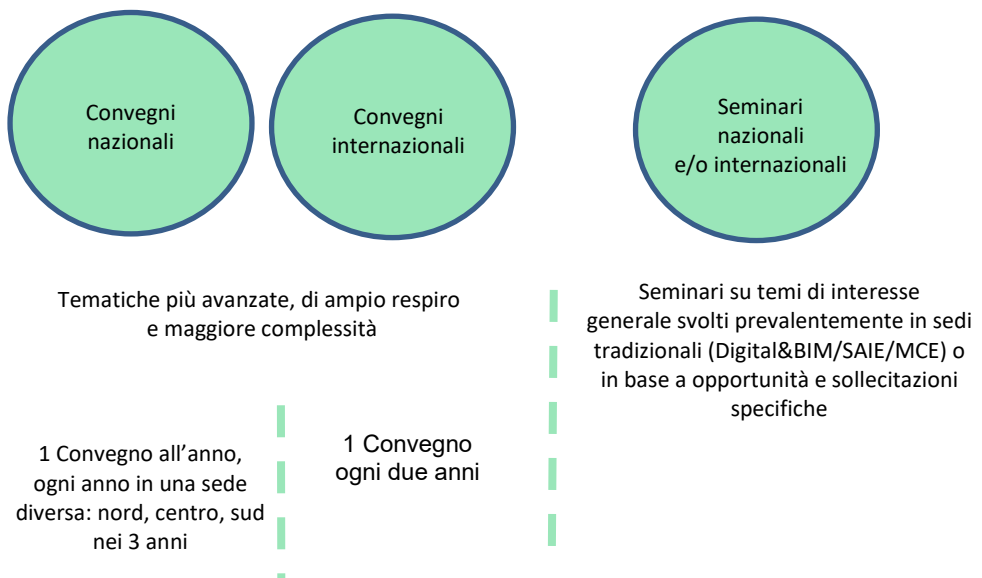 Convegni
nazionali
Convegni
internazionali
Seminari
nazionali
e/o internazionali
Tematiche più avanzate, di ampio respiro
e maggiore complessità
Seminari su temi di interesse
generale svolti prevalentemente in sedi
tradizionali (Digital&BIM/SAIE/MCE) o
in base a opportunità e sollecitazioni
specifiche
1 Convegno all’anno,
ogni anno in una sede
diversa: nord, centro, sud
nei 3 anni
1 Convegno
ogni due anni